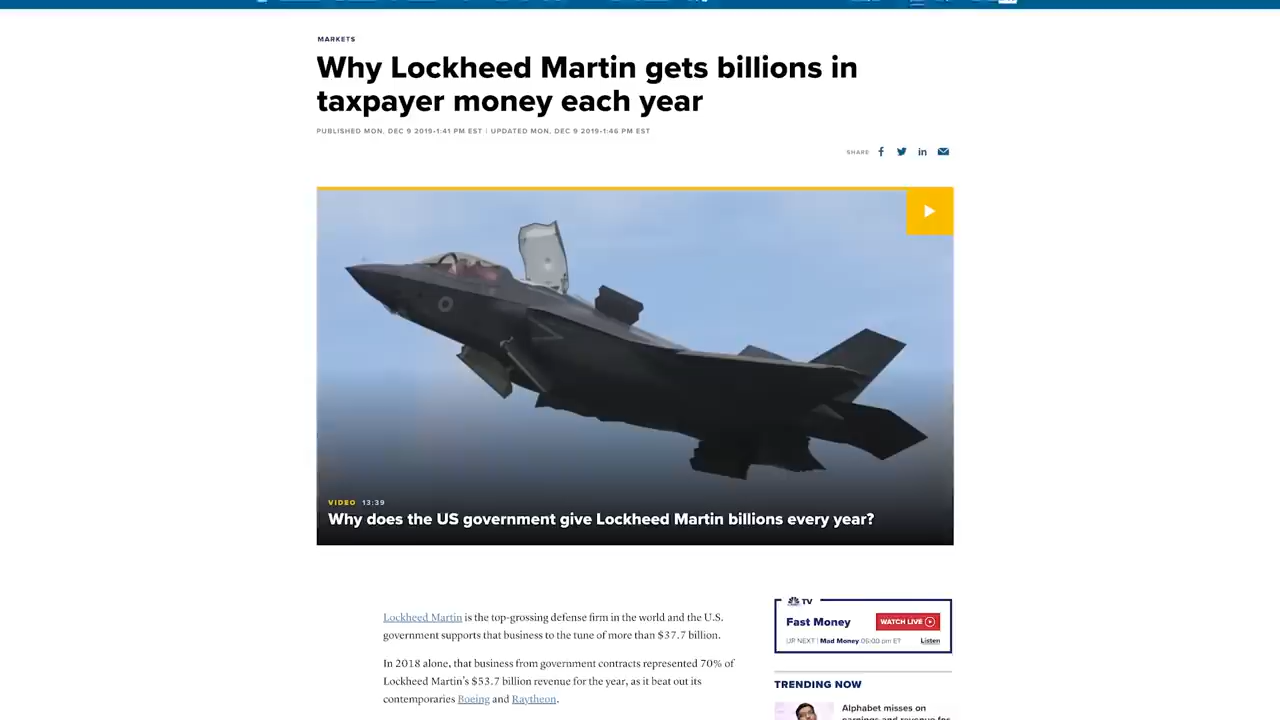 MARKETS
Why Lockheed Martin gets billions in
taxpayer money each year
PUBLISHED MON, DEC 9 2019•1:41 PM EST | UPDATED MON, DEC 9 2019•1:46 PM EST
SHARE
VIDEO 13:39
Why does the US government give Lockheed Martin billions every year?
Lockheed Martin is the top-grossing defense firm in the world and the U.S.
government supports that business to the tune of more than $37.7 billion.
In 2018 alone, that business from government contracts represented 70% of
Lockheed Martin's $53.7 billion revenue for the year, as it beat out its
contemporaries Boeing and Raytheon.
TV
Fast Money
WATCH LIVE
UP NEXT | Mad Money 06:00 pm ET
Listen
TRENDING NOW
Alphabet misses on
earnings and revenue for